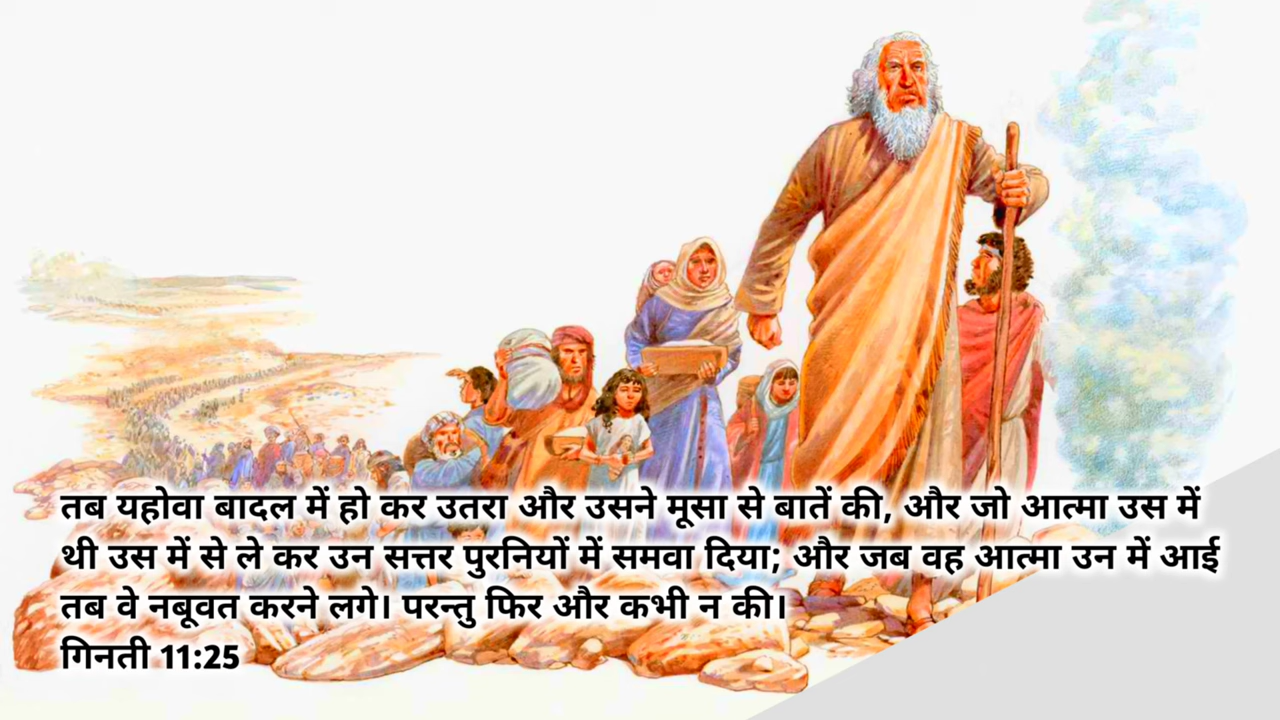 तब यहोवा बादल में हो कर उतरा और उसने मूसा से बातें की, और जो आत्मा उस में
थी उस में से ले कर उन सत्तर पुरनियों में समवा दिया; और जब वह आत्मा उन में आई
तब वे नबूवत करने लगे। परन्तु फिर और कभी न की।
गिनती 11:25